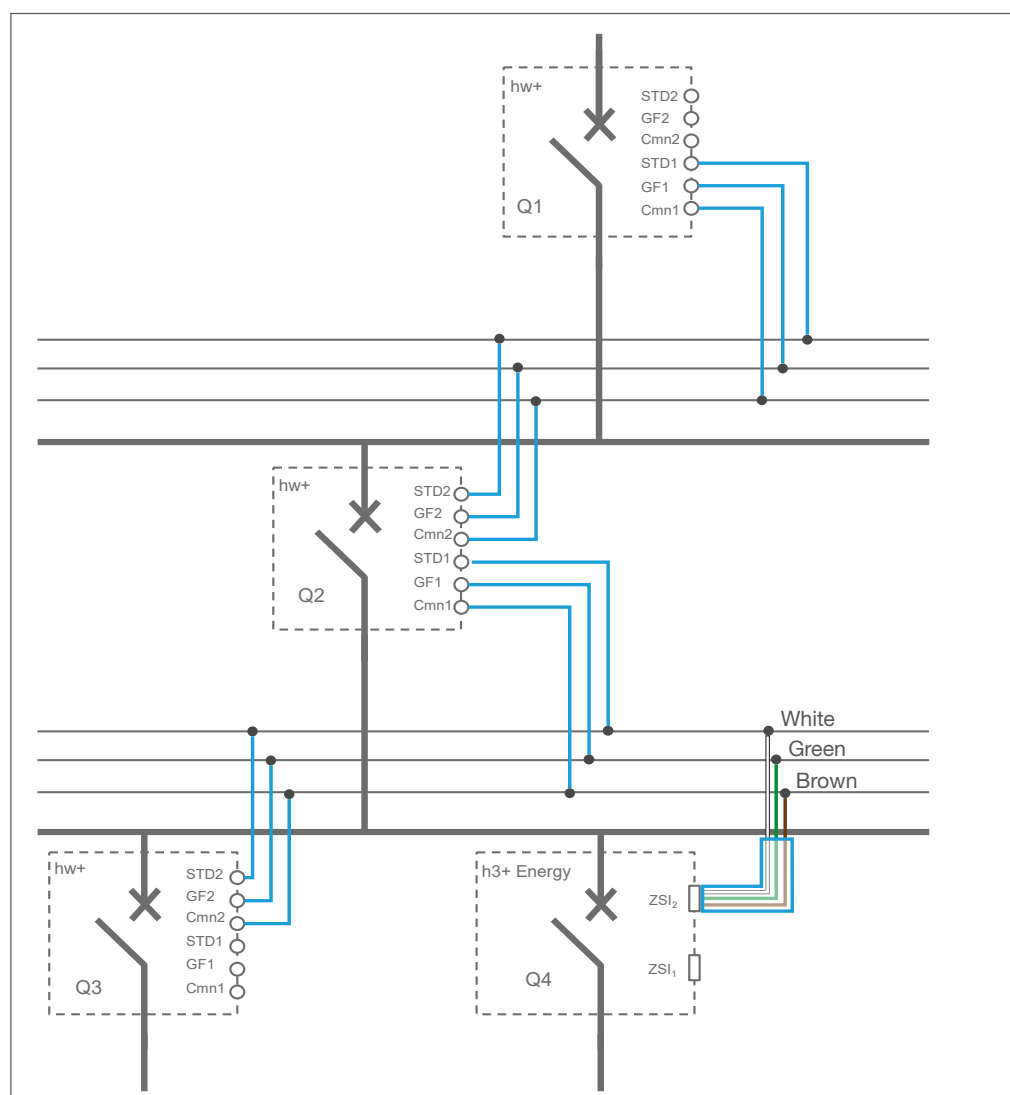 hw+
STD2
GF2
Cmn2
STD1
GF1
Cmn1
Q1
hw+
STD2
GF2
Cmn2
STD1
GF1
Cmn1
Q2
White
Green
Brown
hw+
STD2
GF2
Cmn2
STD1
GF1
Cmn1
Q3
h3+ Energy
ZSI₂
ZSI₁
Q4